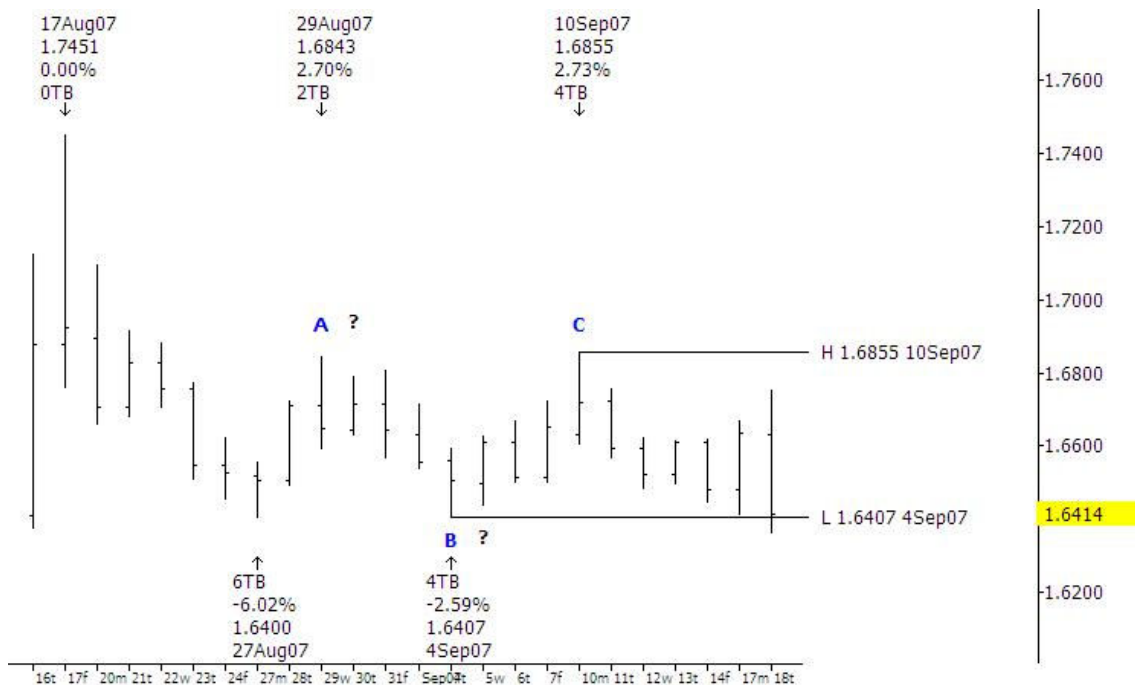 17Aug07
1.7451
0.00%
0TB
29Aug07
1.6843
2.70%
2TB
10Sep07
1.6855
2.73%
4TB
1.7600
1.7400
1.7200
1.7000
A ?
C
H 1.6855 10Sep07
1.6800
1.6600
L 1.6407 4Sep07
1.6414
B ?
6TB
-6.02%
1.6400
27Aug07
4TB
-2.59%
1.6407
4Sep07
1.6200
16t 17f 20m 21t 22w 23t 24f 27m 28t 29w 30t 31f 5w 6t 7f 10m 11t 12w 13t 14f 17m 18t